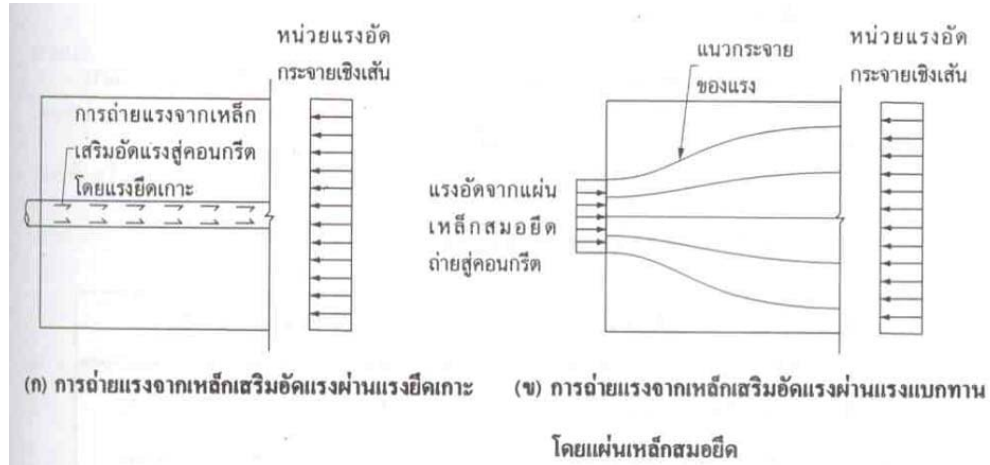 หน่วยแรงอัด
กระจายเชิงเส้น
การถ่ายแรงจากเหล็ก
เสริมอัดแรงสู่คอนกรีต
โดยแรงยึดเกาะ
(ก) การถ่ายแรงจากเหล็กเสริมอัดแรงผ่านแรงยึดเกาะ
แนวกระจาย
ของแรง
หน่วยแรงอัด
กระจายเชิงเส้น
แรงอัดจากแผ่น
เหล็กสมอยึด
ถ่ายสู่คอนกรีต
(ข) การถ่ายแรงจากเหล็กเสริมอัดแรงผ่านแรงแบกทาน
โดยแผ่นเหล็กสมอยึด